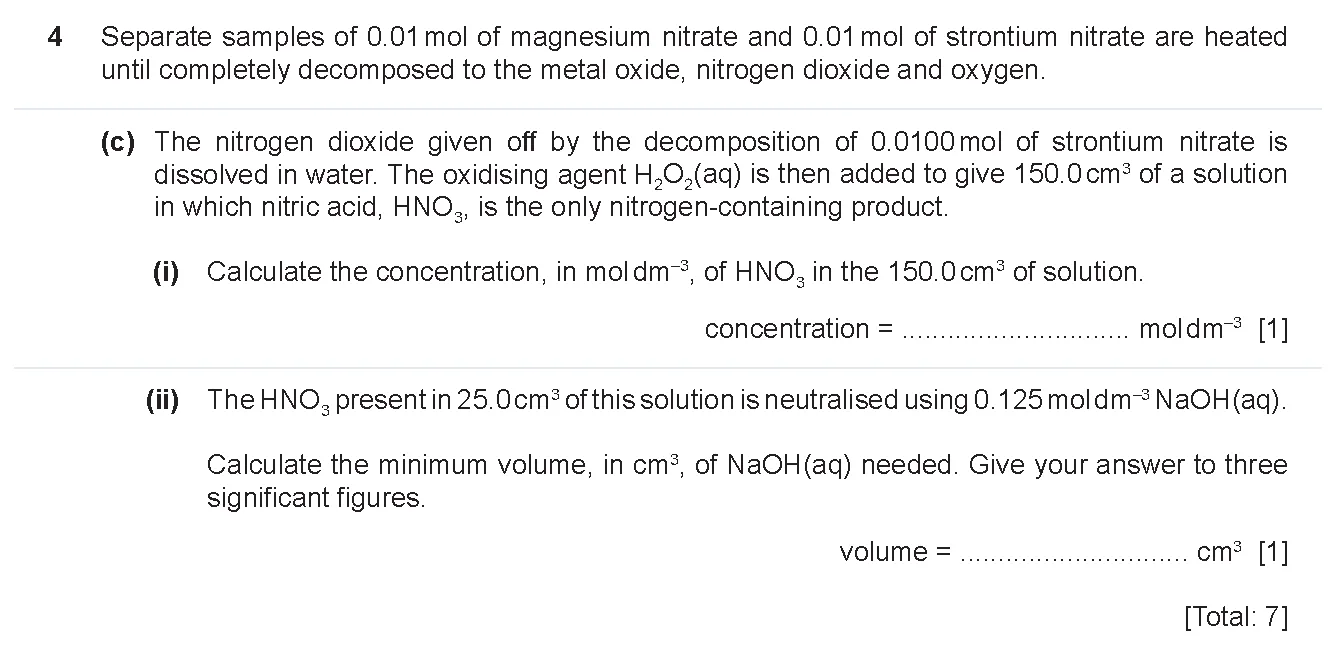 4 Separate samples of 0.01 mol of magnesium nitrate and 0.01 mol of strontium nitrate are heated
until completely decomposed to the metal oxide, nitrogen dioxide and oxygen.
(c) The nitrogen dioxide given off by the decomposition of 0.0100 mol of strontium nitrate is
dissolved in water. The oxidising agent H₂O₂(aq) is then added to give 150.0 cm³ of a solution
in which nitric acid, HNO₃, is the only nitrogen-containing product.
(i) Calculate the concentration, in mol dm⁻³, of HNO₃ in the 150.0 cm³ of solution.
concentration = .............................. mol dm⁻³ [1]
(ii) The HNO₃ present in 25.0 cm³ of this solution is neutralised using 0.125 mol dm⁻³ NaOH(aq).
Calculate the minimum volume, in cm³, of NaOH(aq) needed. Give your answer to three
significant figures.
volume = .............................. cm³ [1]
[Total: 7]